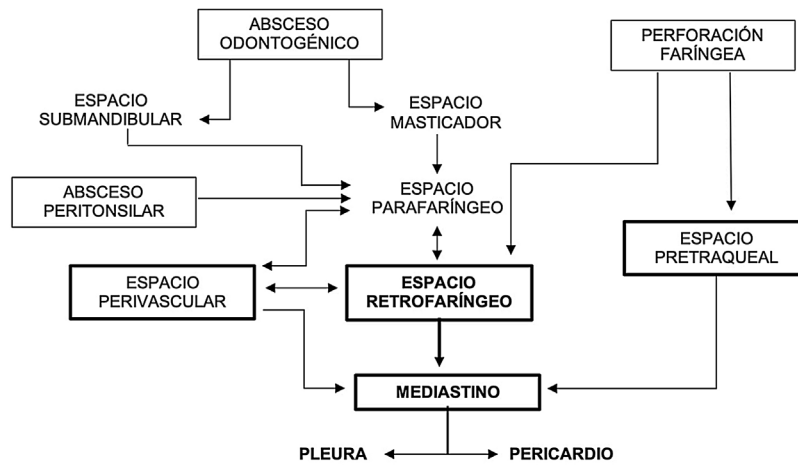 ABSCESO
ODONTOGÉNICO
PERFORACIÓN
FARÍNGEA
ESPACIO
SUBMANDIBULAR
ESPACIO
MASTICADOR
ABSCESO
PERITONSILAR
ESPACIO
PARAFARÍNGEO
ESPACIO
PRETRAQUEAL
ESPACIO
PERIVASCULAR
ESPACIO
RETROFARÍNGEO
MEDIASTINO
PLEURA
PERICARDIO